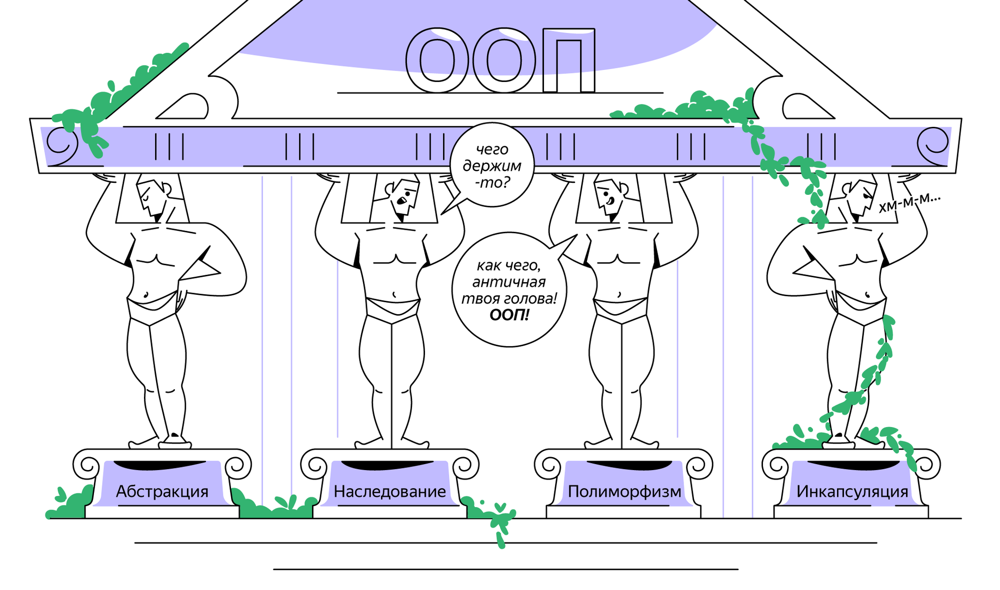 ООП
чего
держим
-то?
хм-м-м...
как чего,
античная
твоя голова!
ООП!
Абстракция
Наследование
Полиморфизм
Инкапсуляция